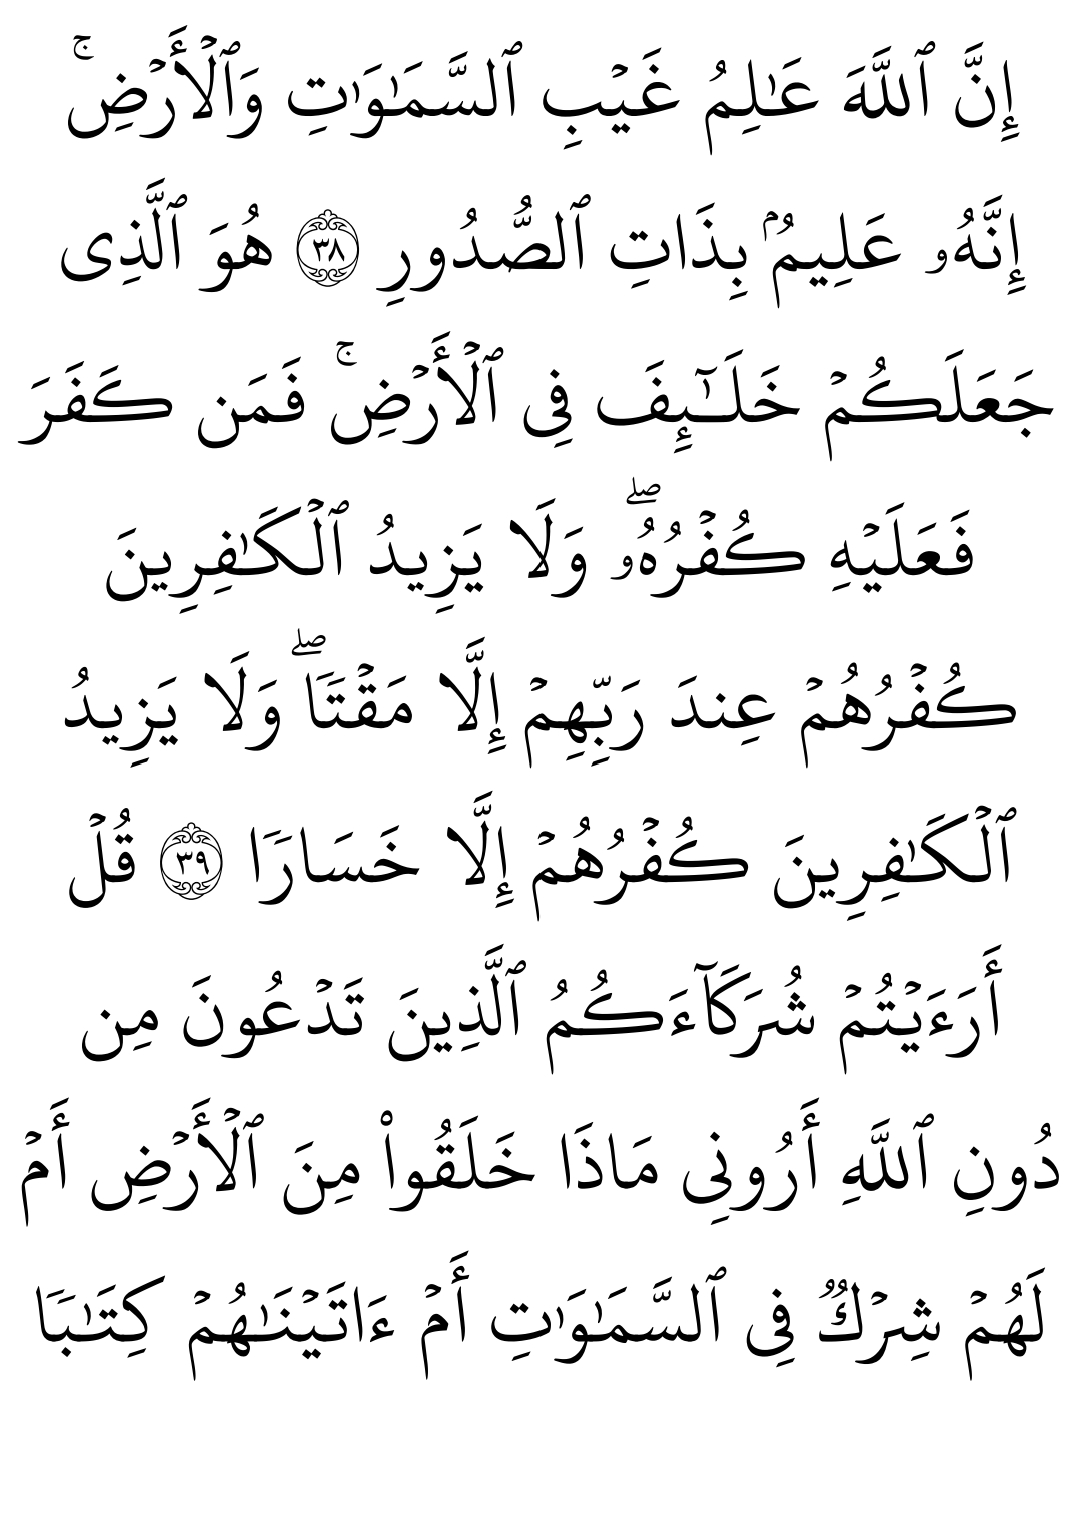 إِنَّ ٱللَّهَ عَـٰلِمُ غَيْبِ ٱلسَّمَـٰوَٰتِ وَٱلْأَرْضِ ۚ
إِنَّهُۥ عَلِيمٌۢ بِذَاتِ ٱلصُّدُورِ ٣٨ هُوَ ٱلَّذِى
جَعَلَكُمْ خَلَـٰٓئِفَ فِى ٱلْأَرْضِ ۚ فَمَن كَفَرَ
فَعَلَيْهِ كُفْرُهُۥ ۖ وَلَا يَزِيدُ ٱلْكَـٰفِرِينَ
كُفْرُهُمْ عِندَ رَبِّهِمْ إِلَّا مَقْتًا ۖ وَلَا يَزِيدُ
ٱلْكَـٰفِرِينَ كُفْرُهُمْ إِلَّا خَسَارًا ٣٩ قُلْ
أَرَءَيْتُمْ شُرَكَآءَكُمُ ٱلَّذِينَ تَدْعُونَ مِن
دُونِ ٱللَّهِ أَرُونِى مَاذَا خَلَقُوا۟ مِنَ ٱلْأَرْضِ أَمْ
لَهُمْ شِرْكٌ فِى ٱلسَّمَـٰوَٰتِ أَمْ ءَاتَيْنَـٰهُمْ كِتَـٰبًا